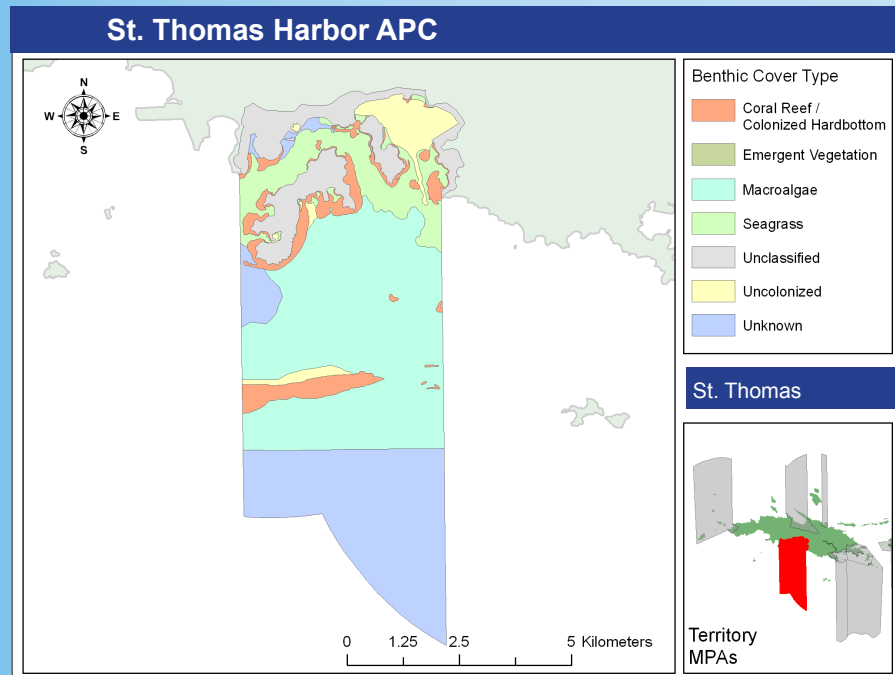 St. Thomas Harbor APC
N
W E
S
Benthic Cover Type
Coral Reef /
Colonized Hardbottom
Emergent Vegetation
Macroalgae
Seagrass
Unclassified
Uncolonized
Unknown
St. Thomas
Territory
MPAs
0 1.25 2.5 5 Kilometers